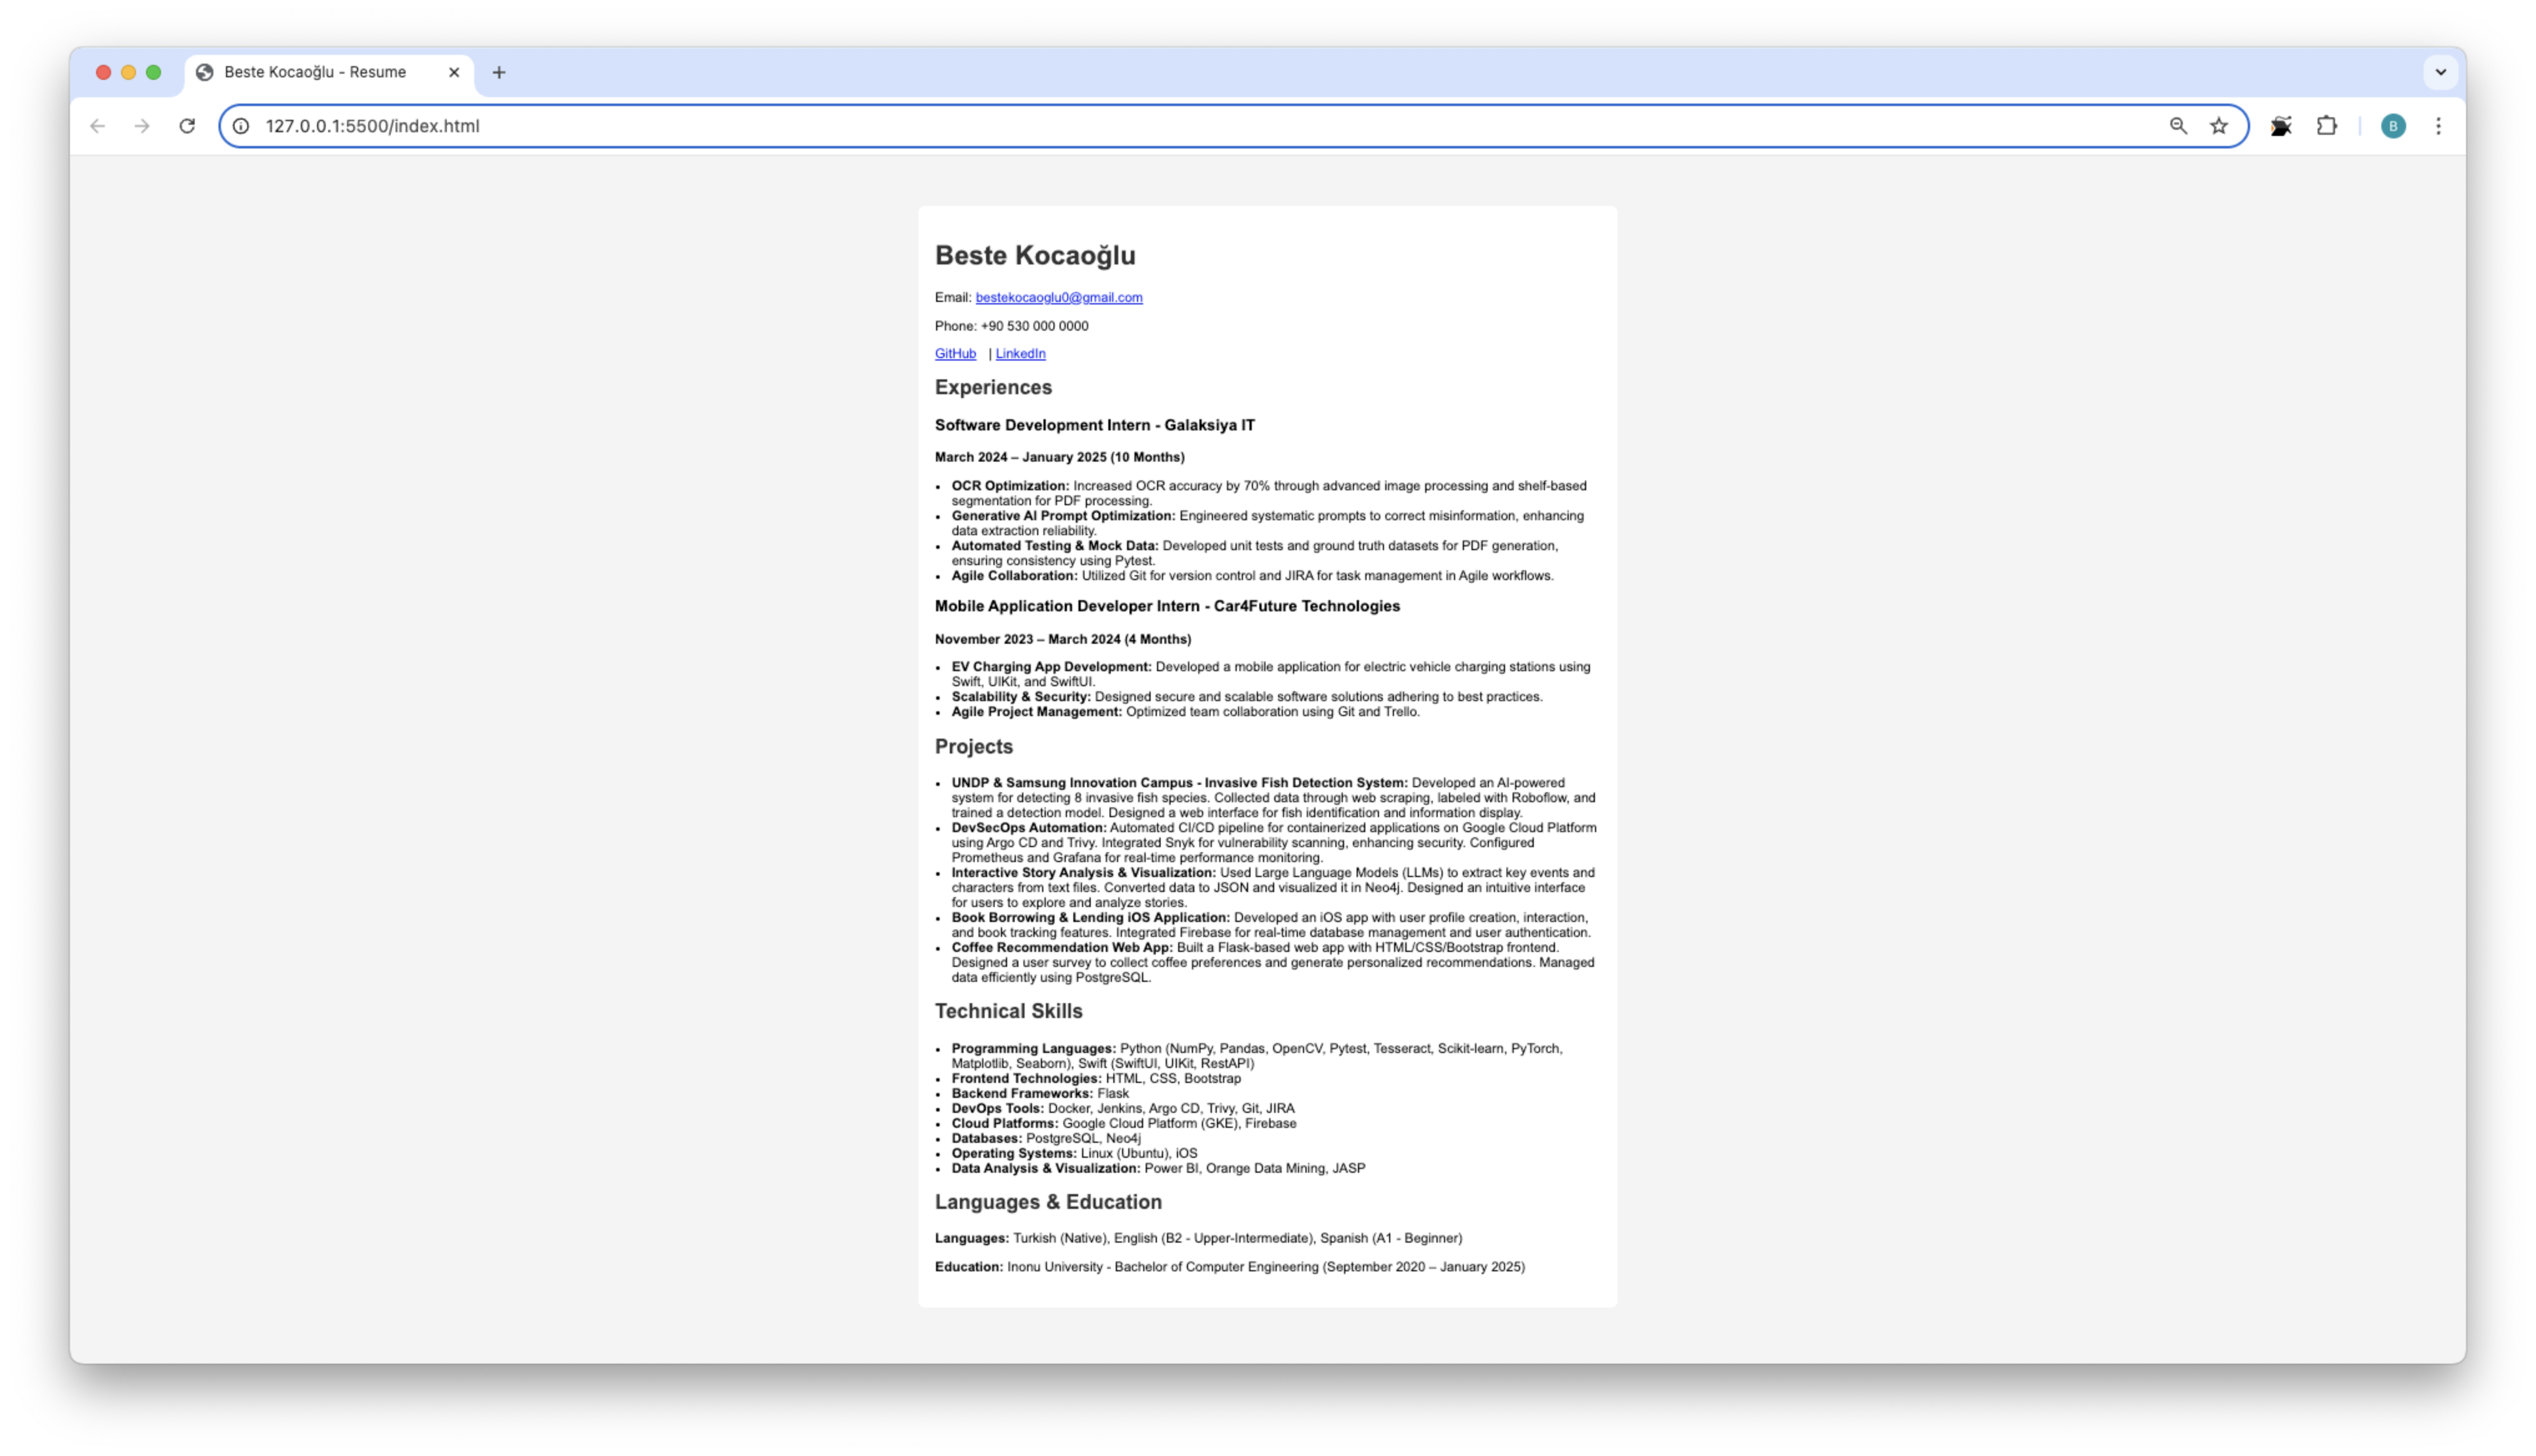 Beste Kocaoğlu - Resume
127.0.0.1:5500/index.html
B
Beste Kocaoğlu
Email: bestekocaoglu0@gmail.com
Phone: +90 530 000 0000
GitHub | LinkedIn
Experiences
Software Development Intern - Galaksiya IT
March 2024 – January 2025 (10 Months)
• OCR Optimization: Increased OCR accuracy by 70% through advanced image processing and shelf-based
segmentation for PDF processing.
• Generative AI Prompt Optimization: Engineered systematic prompts to correct misinformation, enhancing
data extraction reliability.
• Automated Testing & Mock Data: Developed unit tests and ground truth datasets for PDF generation,
ensuring consistency using Pytest.
• Agile Collaboration: Utilized Git for version control and JIRA for task management in Agile workflows.
Mobile Application Developer Intern - Car4Future Technologies
November 2023 – March 2024 (4 Months)
• EV Charging App Development: Developed a mobile application for electric vehicle charging stations using
Swift, UIKit, and SwiftUI.
• Scalability & Security: Designed secure and scalable software solutions adhering to best practices.
• Agile Project Management: Optimized team collaboration using Git and Trello.
Projects
• UNDP & Samsung Innovation Campus - Invasive Fish Detection System: Developed an AI-powered
system for detecting 8 invasive fish species. Collected data through web scraping, labeled with Roboflow, and
trained a detection model. Designed a web interface for fish identification and information display.
• DevSecOps Automation: Automated CI/CD pipeline for containerized applications on Google Cloud Platform
using Argo CD and Trivy. Integrated Snyk for vulnerability scanning, enhancing security. Configured
Prometheus and Grafana for real-time performance monitoring.
• Interactive Story Analysis & Visualization: Used Large Language Models (LLMs) to extract key events and
characters from text files. Converted data to JSON and visualized it in Neo4j. Designed an intuitive interface
for users to explore and analyze stories.
• Book Borrowing & Lending iOS Application: Developed an iOS app with user profile creation, interaction,
and book tracking features. Integrated Firebase for real-time database management and user authentication.
• Coffee Recommendation Web App: Built a Flask-based web app with HTML/CSS/Bootstrap frontend.
Designed a user survey to collect coffee preferences and generate personalized recommendations. Managed
data efficiently using PostgreSQL.
Technical Skills
• Programming Languages: Python (NumPy, Pandas, OpenCV, Pytest, Tesseract, Scikit-learn, PyTorch,
Matplotlib, Seaborn), Swift (SwiftUI, UIKit, RestAPI)
• Frontend Technologies: HTML, CSS, Bootstrap
• Backend Frameworks: Flask
• DevOps Tools: Docker, Jenkins, Argo CD, Trivy, Git, JIRA
• Cloud Platforms: Google Cloud Platform (GKE), Firebase
• Databases: PostgreSQL, Neo4j
• Operating Systems: Linux (Ubuntu), iOS
• Data Analysis & Visualization: Power BI, Orange Data Mining, JASP
Languages & Education
Languages: Turkish (Native), English (B2 - Upper-Intermediate), Spanish (A1 - Beginner)
Education: Inonu University - Bachelor of Computer Engineering (September 2020 – January 2025)